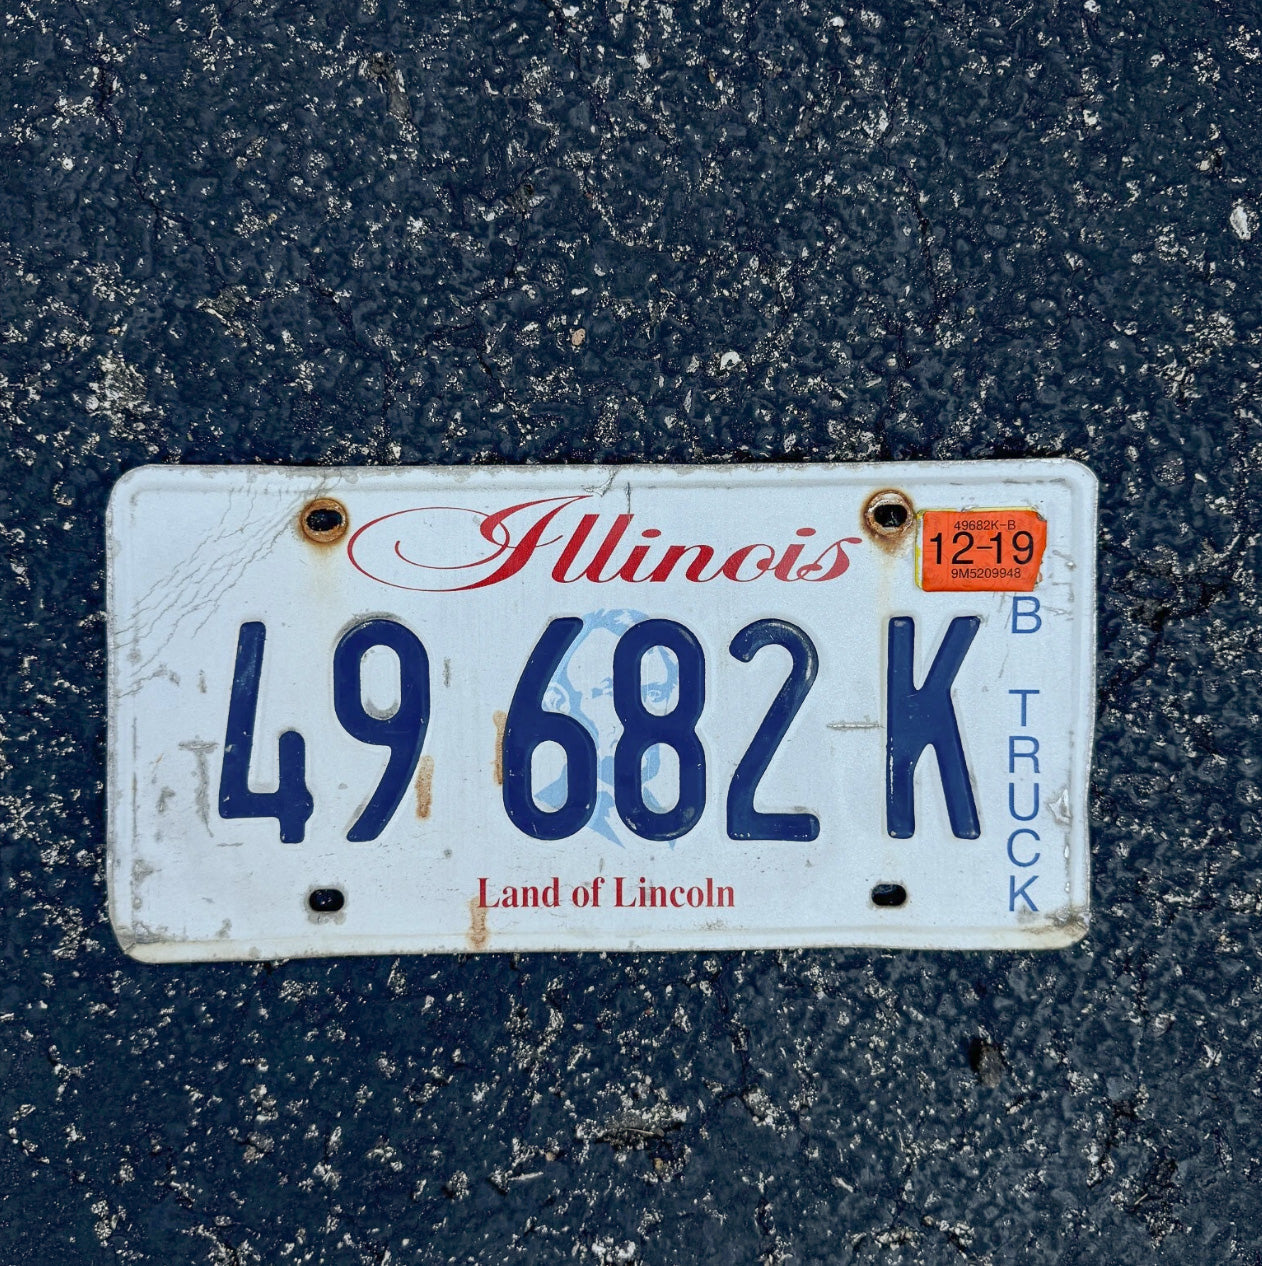 Illinois
49682K-B
12-19
9M5209948
49 682 K
B TRUCK
Land of Lincoln